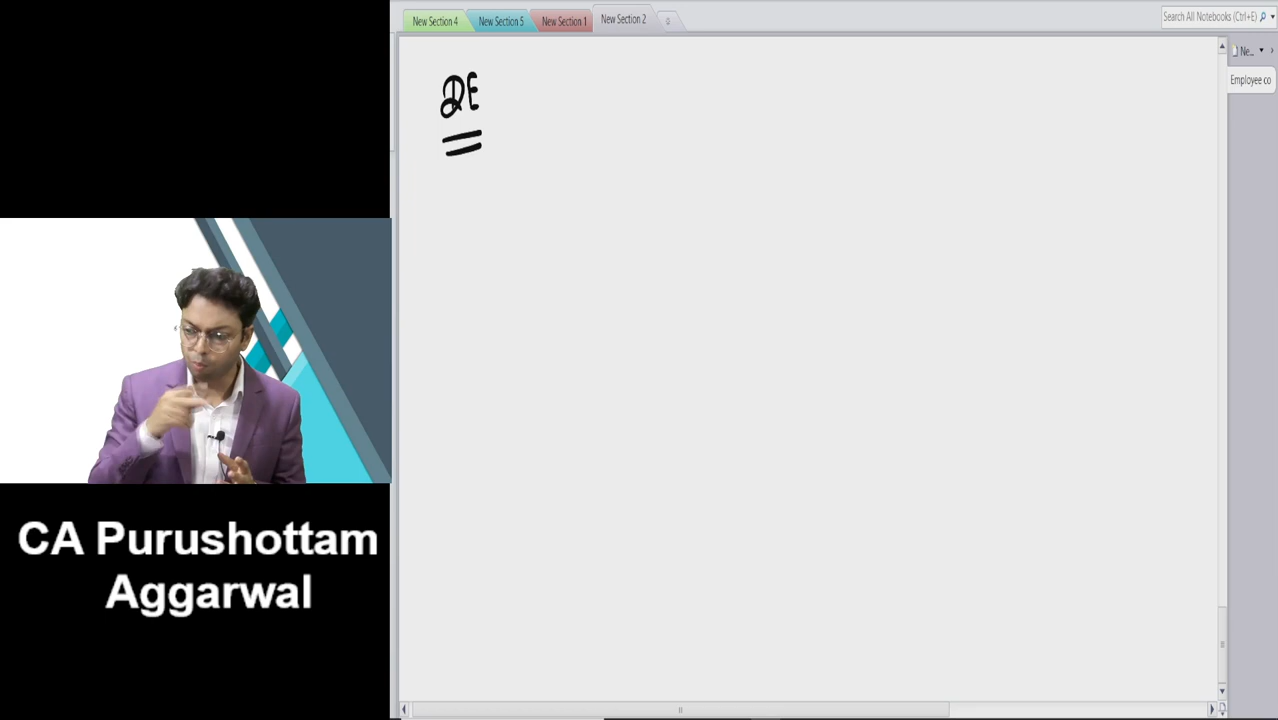 New Section 4
New Section 5
New Section 1
New Section 2
Search All Notebooks (Ctrl+E)
Ne...
Employee co
CA Purushottam
Aggarwal